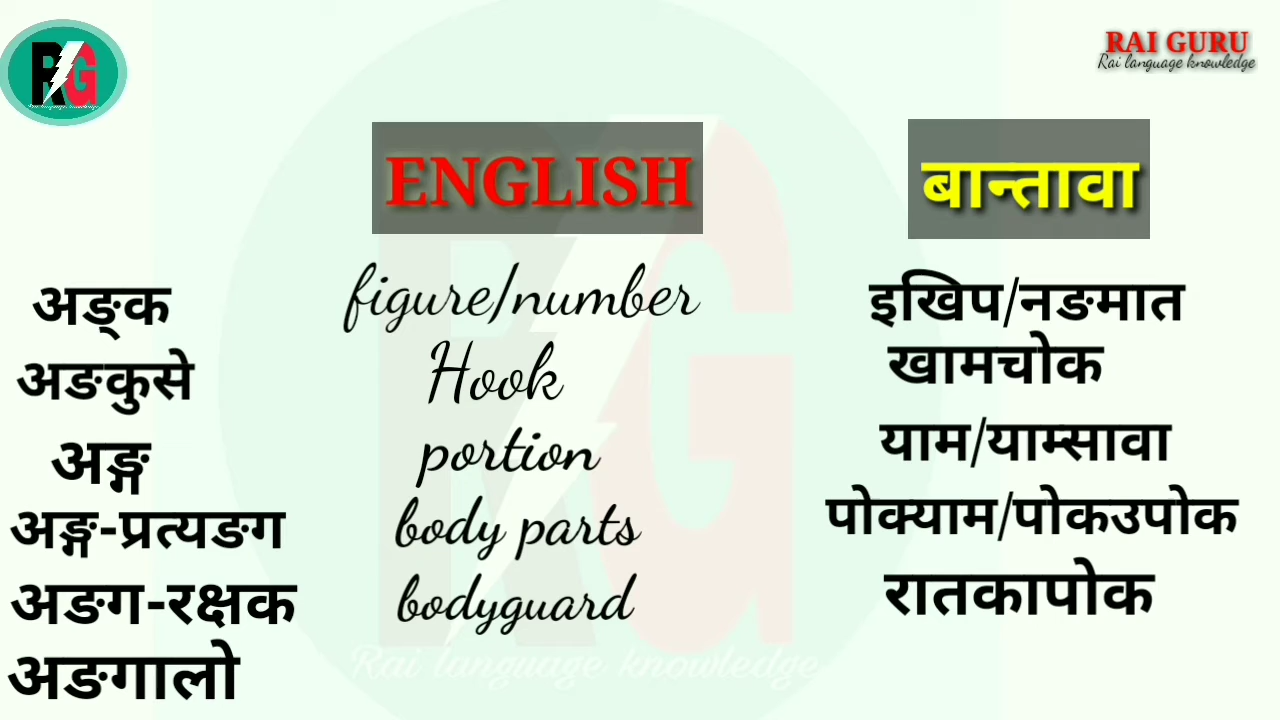 RG
RAI GURU
Rai language knowledge
ENGLISH बान्तावा
अङ्‌क figure/number इखिप/नङमात
अङकुसे Hook खामचोक
अङ्ग portion याम/याम्सावा
अङ्ग-प्रत्यङग body parts पोक्याम/पोकउपोक
अङग-रक्षक bodyguard रातकापोक
अङगालो
Rai language knowledge